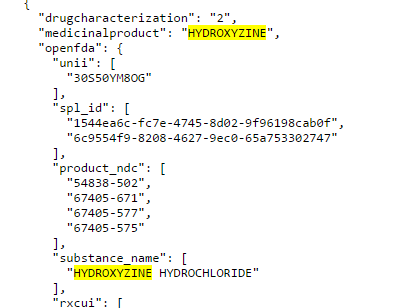 {
"drugcharacterization": "2",
"medicinalproduct": "HYDROXYZINE",
"openfda": {
"unii": [
"30S50YM8OG"
],
"spl_id": [
"1544ea6c-fc7e-4745-8d02-9f96198cab0f",
"6c9554f9-8208-4627-9ec0-65a753302747"
],
"product_ndc": [
"54838-502",
"67405-671",
"67405-577",
"67405-575"
],
"substance_name": [
"HYDROXYZINE HYDROCHLORIDE"
],
"rxcui": [